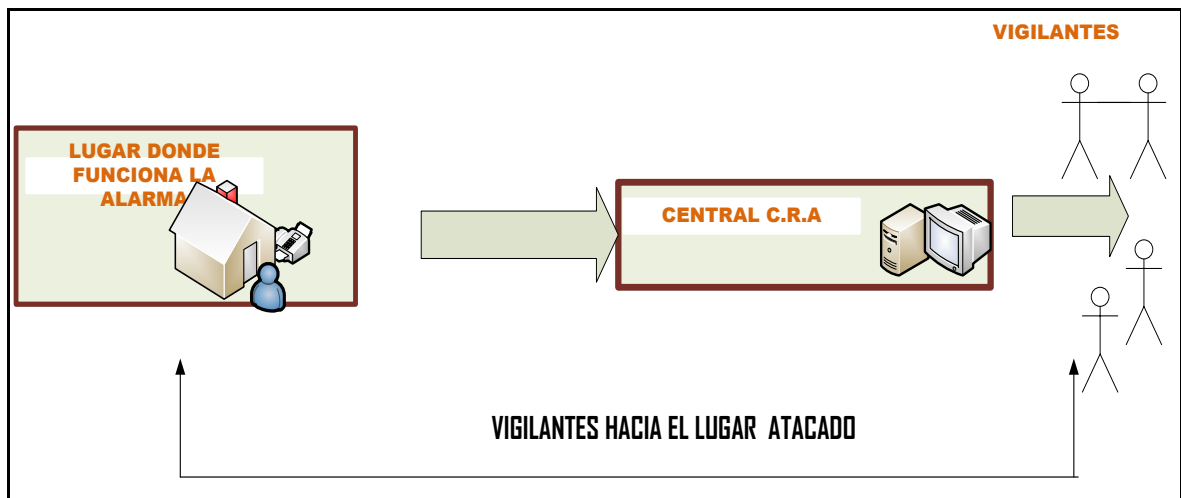 VIGILANTES
LUGAR DONDE
FUNCIONA LA
ALARMA
CENTRAL C.R.A
VIGILANTES HACIA EL LUGAR ATACADO